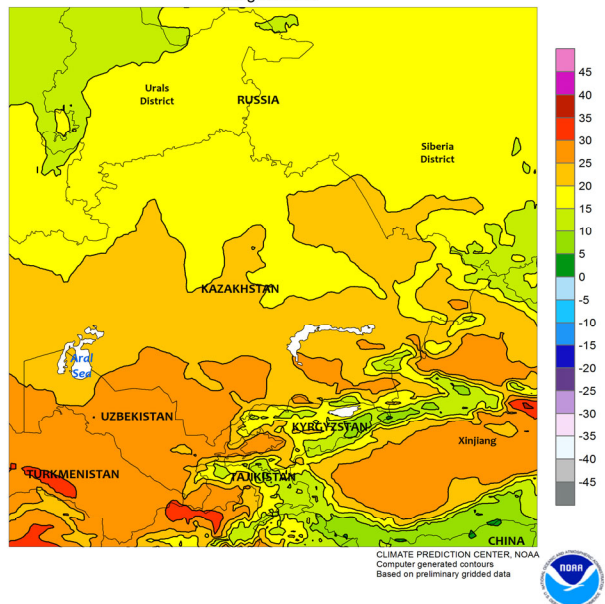 Urals
District
RUSSIA
Siberia
District
KAZAKHSTAN
Aral
Sea
UZBEKISTAN
KYRGYZSTAN
Xinjiang
TURKMENISTAN
TAJIKISTAN
CHINA
45
40
35
30
25
20
15
10
5
0
-5
-10
-15
-20
-25
-30
-35
-40
-45
CLIMATE PREDICTION CENTER, NOAA
Computer generated contours
Based on preliminary gridded data
NOAA